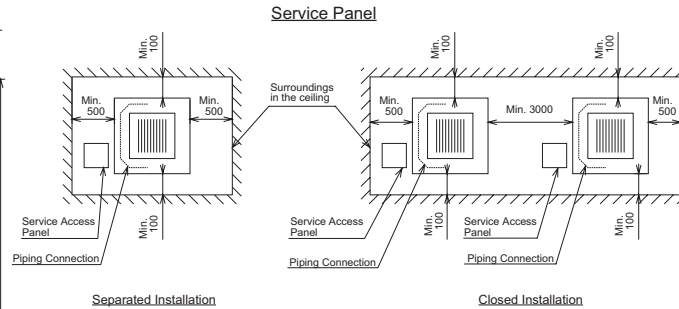 Service Panel
Min.
100
Min.
100
Min.
100
Min.
500
Min.
500
Surroundings
in the ceiling
Min.
500
Min. 3000
Min.
500
Service Access
Panel
Min.
100
Service Access
Panel
Min.
100
Service Access
Panel
Min.
100
Piping Connection
Piping Connection
Piping Connection
Separated Installation
Closed Installation